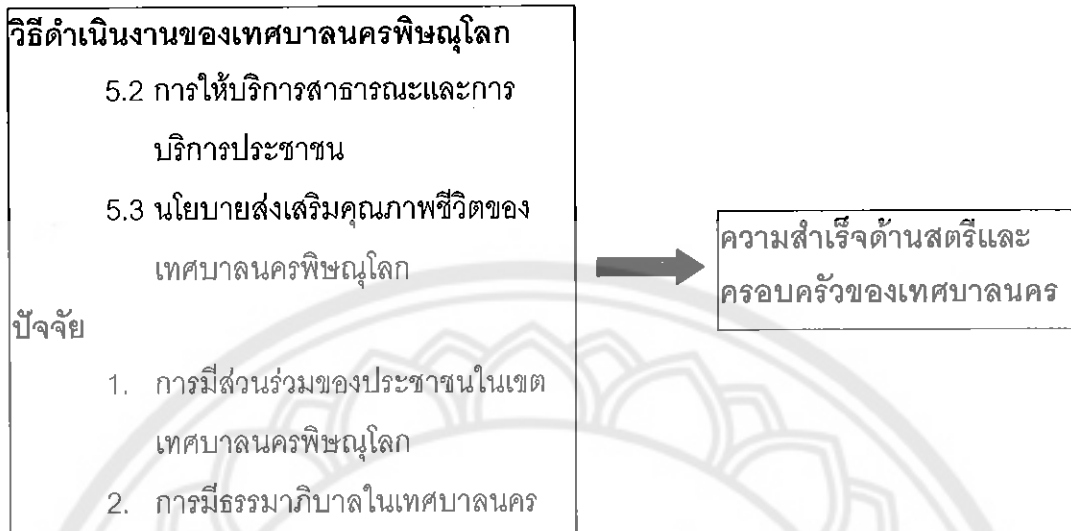 วิธีดำเนินงานของเทศบาลนครพิษณุโลก
5.2 การให้บริการสาธารณะและการ
บริการประชาชน
5.3 นโยบายส่งเสริมคุณภาพชีวิตของ
เทศบาลนครพิษณุโลก
ปัจจัย
1. การมีส่วนร่วมของประชาชนในเขต
เทศบาลนครพิษณุโลก
2. การมีธรรมาภิบาลในเทศบาลนคร
ความสำเร็จด้านสตรีและ
ครอบครัวของเทศบาลนคร